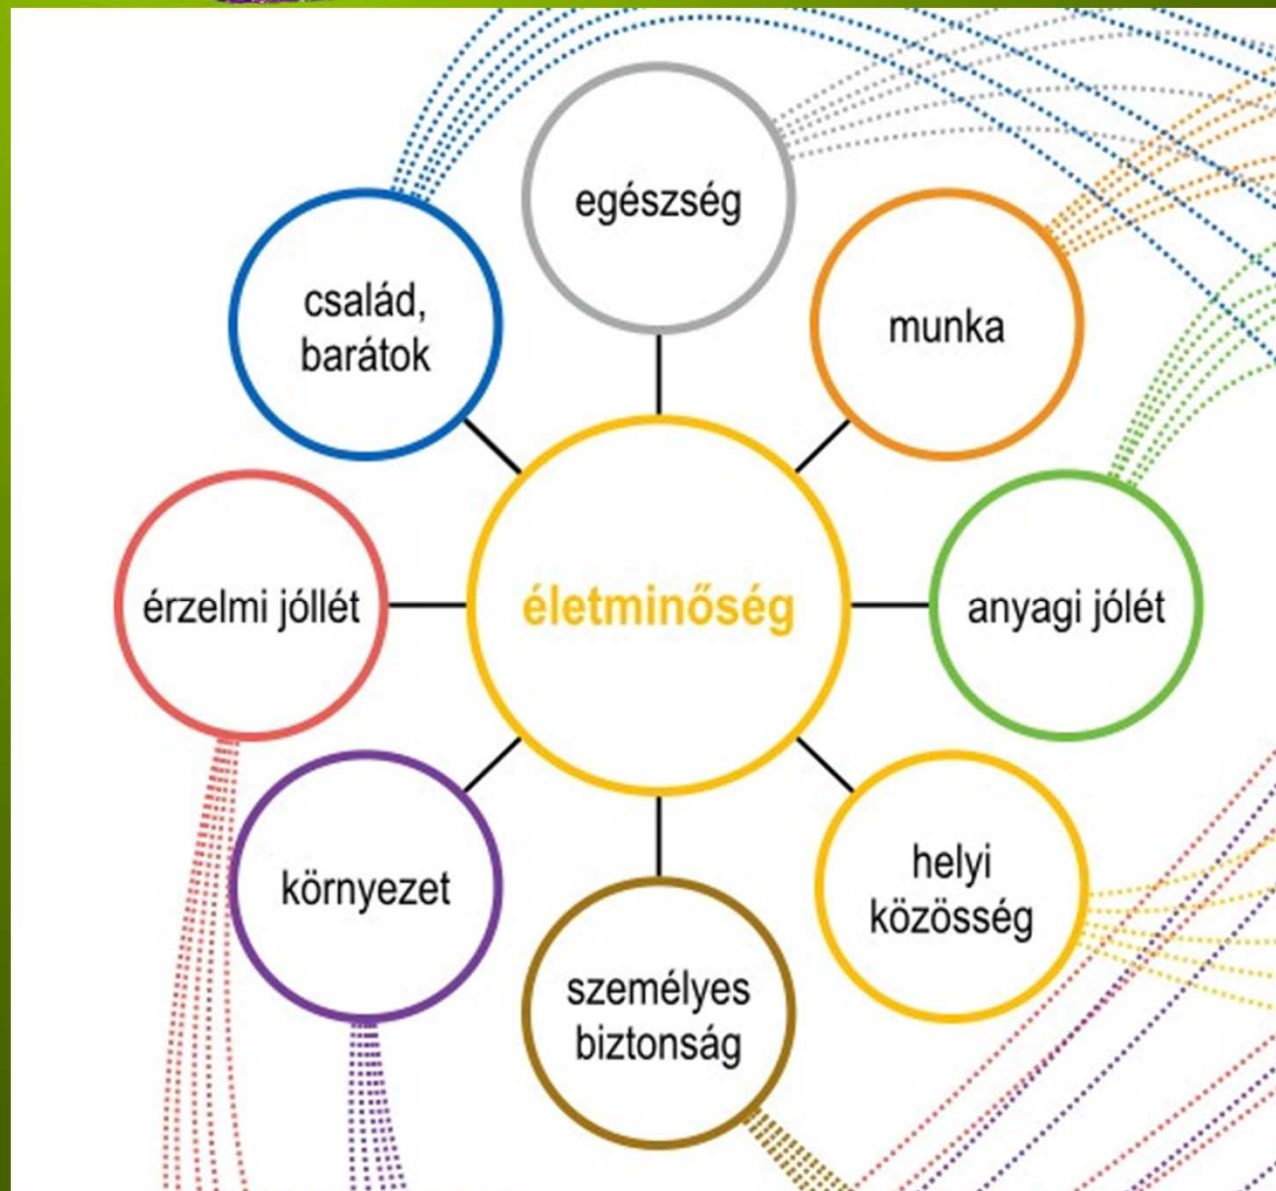 egészség
család,
barátok
munka
érzelmi jóllét
életminőség
anyagi jólét
környezet
helyi
közösség
személyes
biztonság